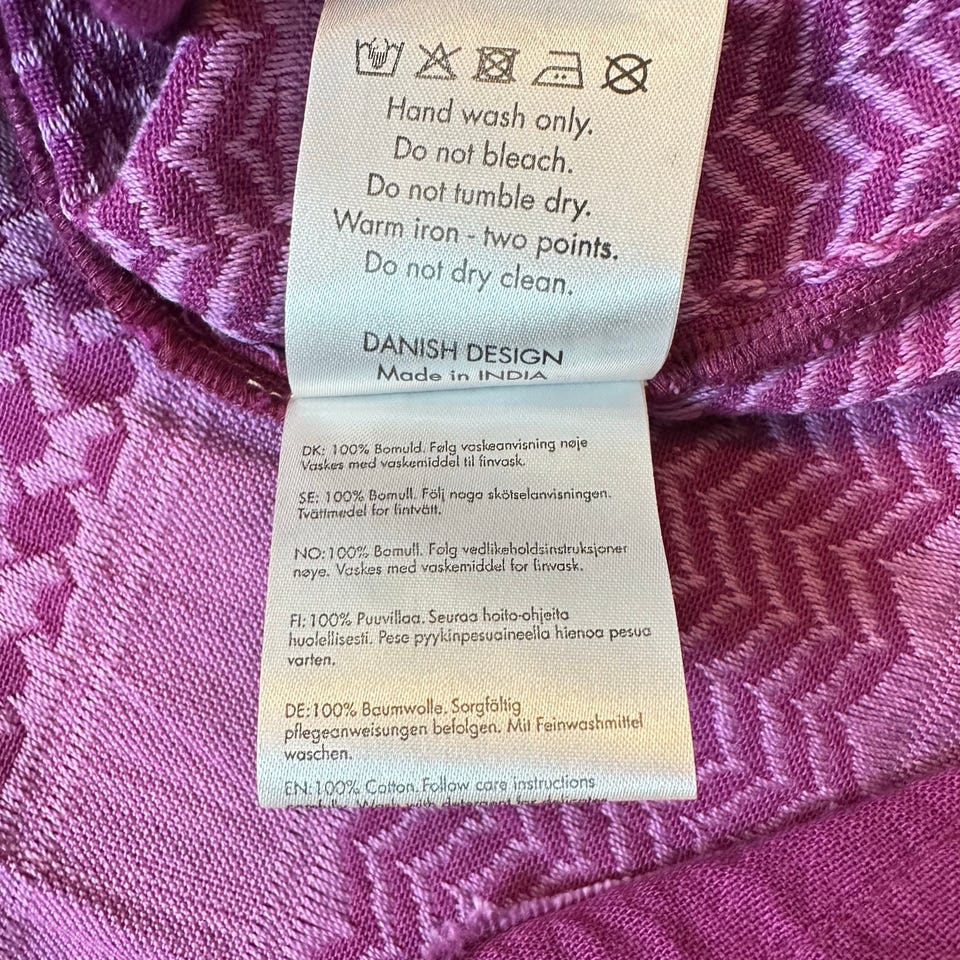 Hand wash only.
Do not bleach.
Do not tumble dry.
Warm iron - two points.
Do not dry clean.
DANISH DESIGN
Made in INDIA
DK: 100% Bomuld. Følg vaskeanvisning nøje
Vaskes med vaskemiddel til finvask.
SE: 100% Bomull. Följ noga skötselanvisningen.
Tvättmedel for fintvätt.
NO:100% Bomull. Følg vedlikeholdsinstruksjoner
nøye. Vaskes med vaskemiddel for finvask.
FI: 100% Puuvillaa. Seuraa hoito-ohjeita
huolellisesti. Pese pyykinpesuaineella hienoa pesua
varten.
DE:100% Baumwolle. Sorgfältig
pflegeanweisungen befolgen. Mit Feinwashmittel
waschen.
EN:100% Cotton. Follow care instructions